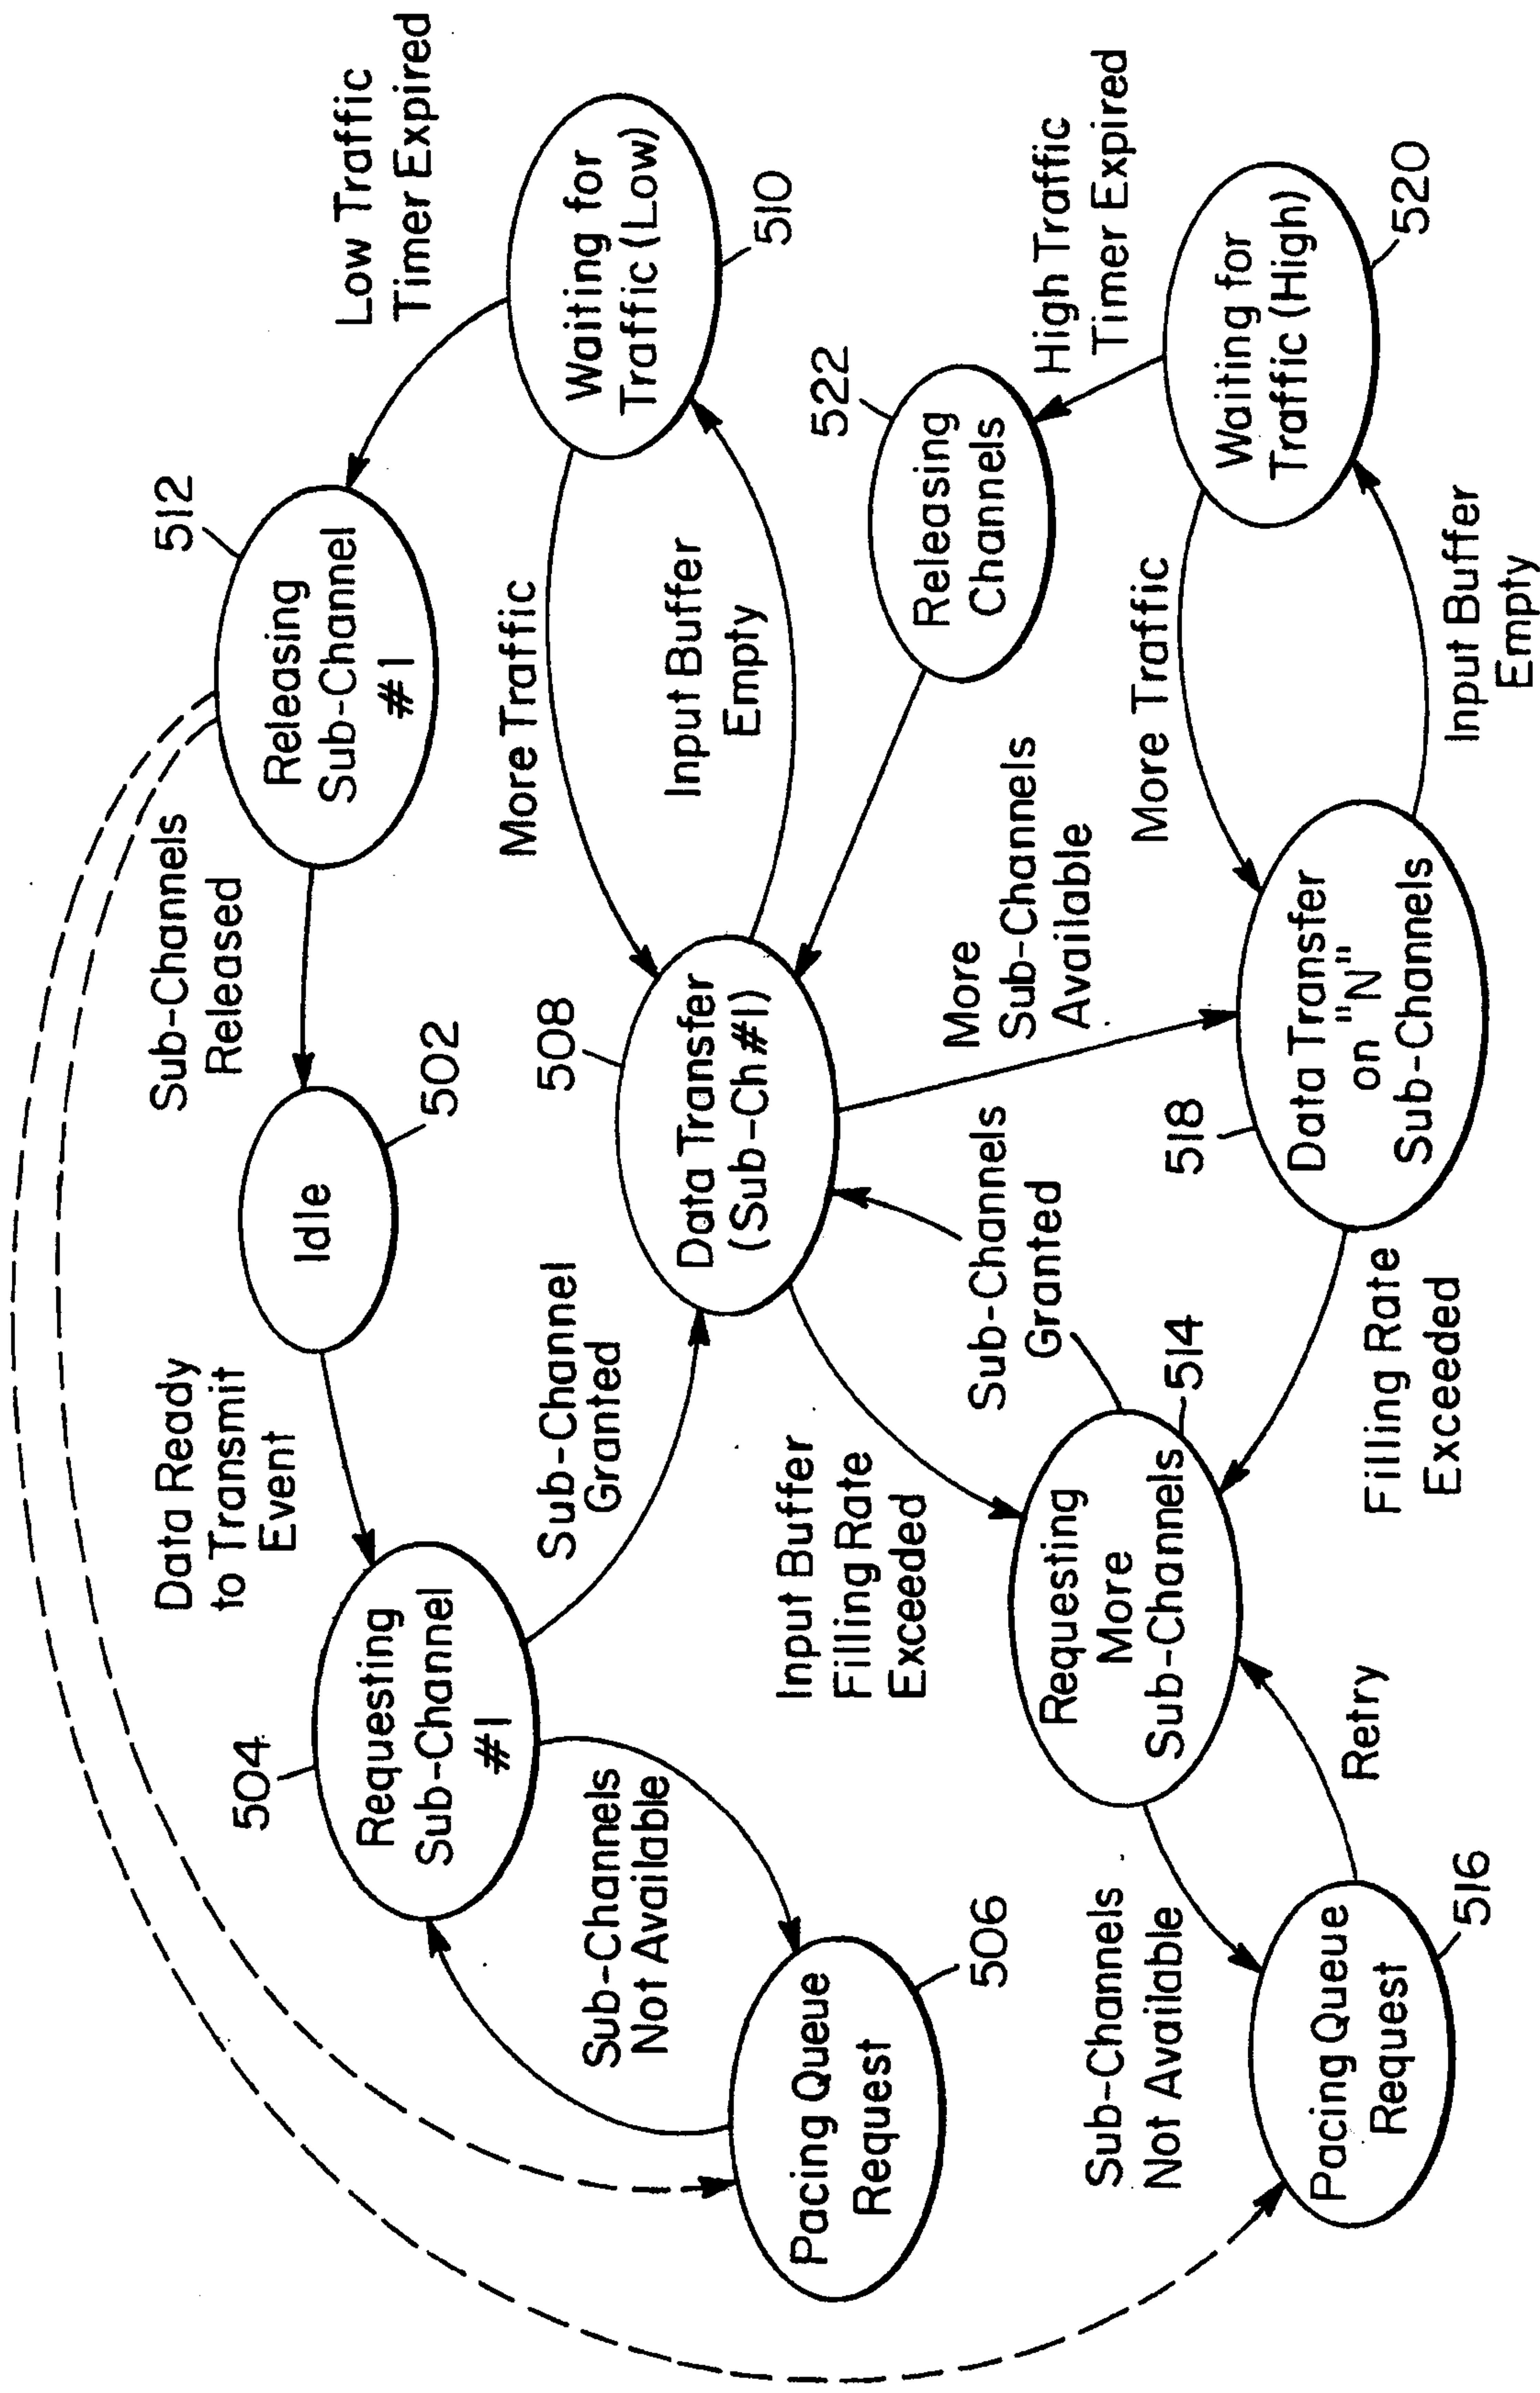 Data Ready
to Transmit
Event
Sub-Channels
Released
512
Low Traffic
Timer Expired
504
Requesting
Sub-Channel
#1
Idle
502
Releasing
Sub-Channel
#1
Sub-Channel
Granted
508
More Traffic
Waiting for
Traffic (Low)
510
Sub-Channels
Not Available
Data Transfer
(Sub-Ch#1)
Input Buffer
Empty
Pacing Queue
Request
506
Input Buffer
Filling Rate
Exceeded
522
Releasing
Channels
High Traffic
Timer Expired
Sub-Channels
Granted
More
Sub-Channels
Available
Requesting
More
Sub-Channels
514
Sub-Channels
Not Available
518
More Traffic
Waiting for
Traffic (High)
520
Data Transfer
on "N"
Sub-Channels
Pacing Queue
Request
516
Retry
Filling Rate
Exceeded
Input Buffer
Empty